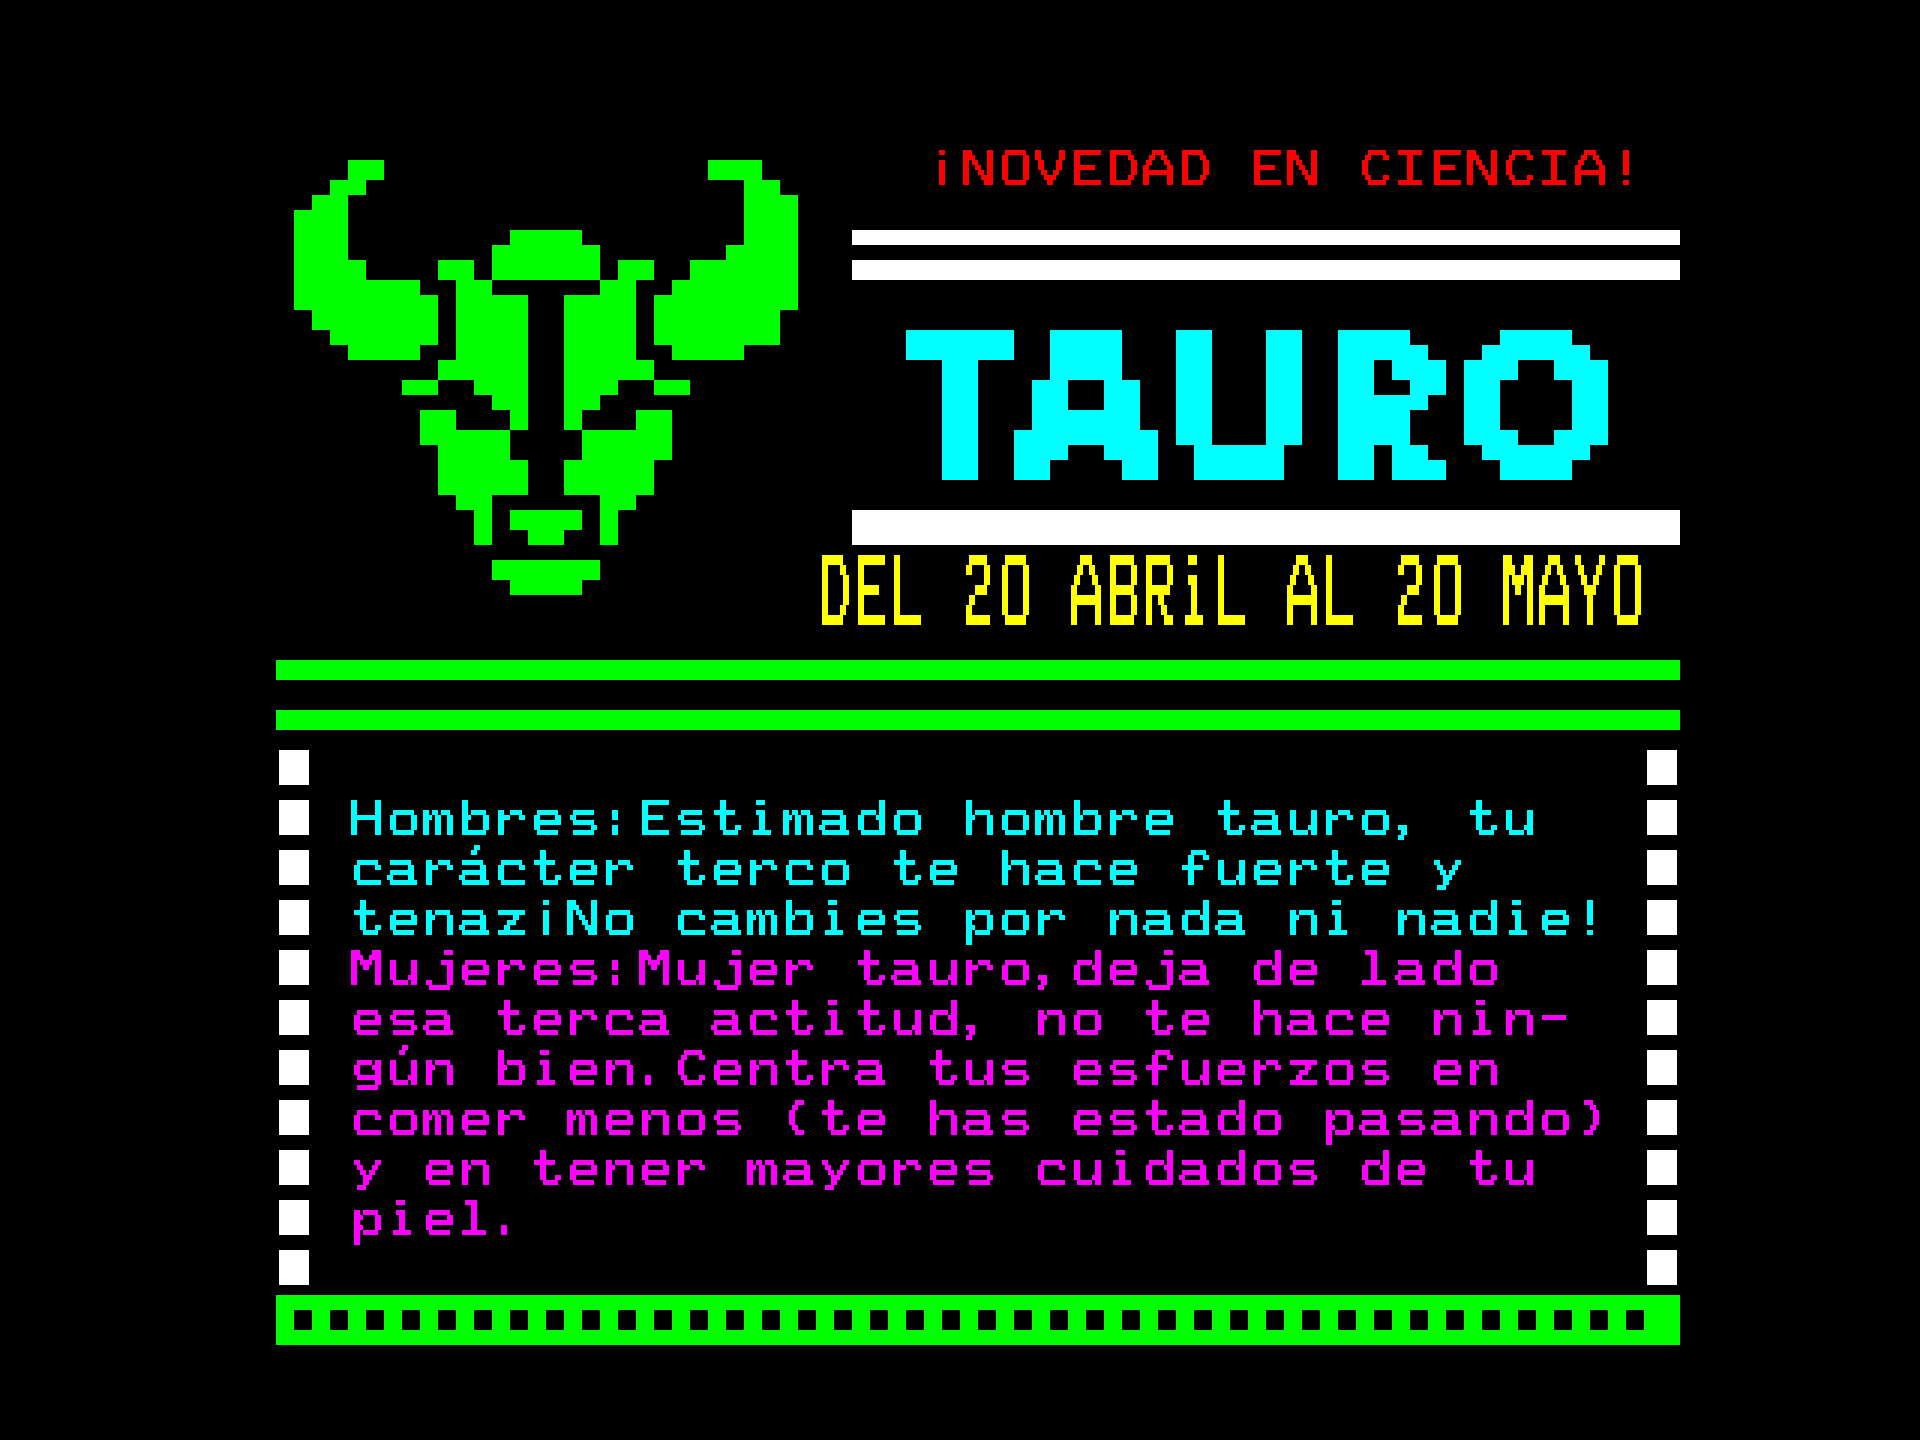 ¡NOVEDAD EN CIENCIA!
TAURO
DEL 20 ABRiL AL 20 MAYO
Hombres:Estimado hombre tauro, tu
carácter terco te hace fuerte y
tenaz¡No cambies por nada ni nadie!
Mujeres:Mujer tauro,deja de lado
esa terca actitud, no te hace nin-
gún bien.Centra tus esfuerzos en
comer menos (te has estado pasando)
y en tener mayores cuidados de tu
piel.